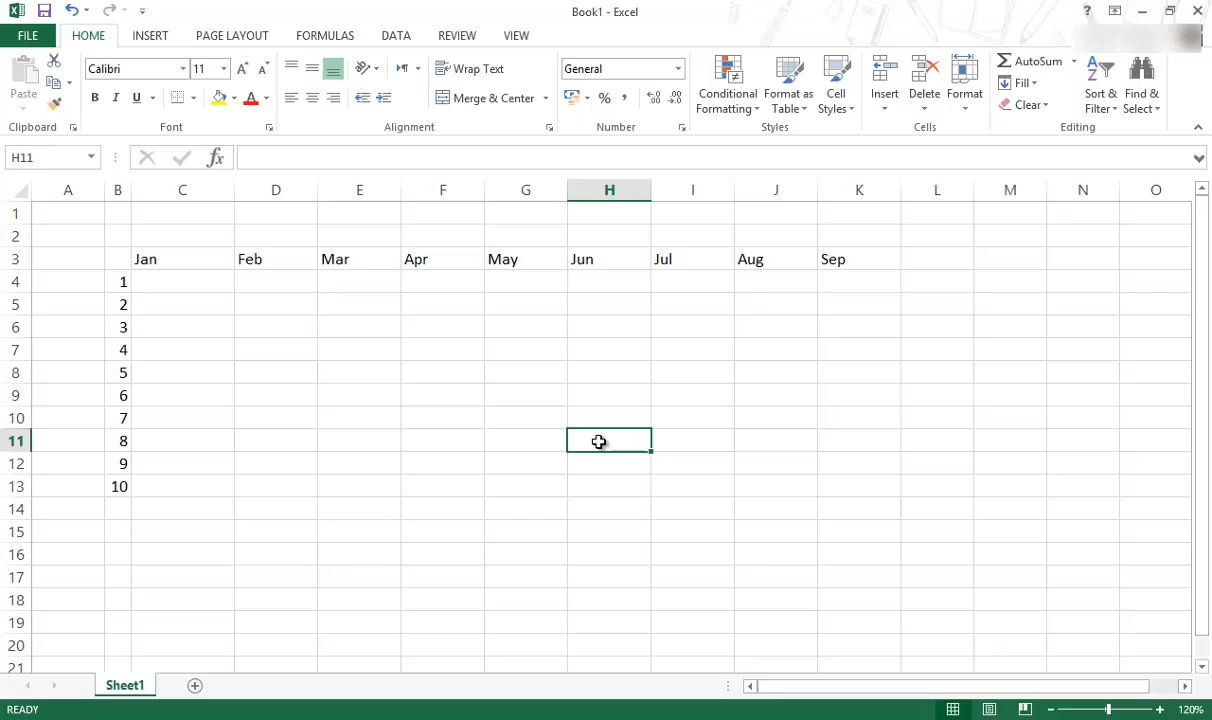 Book1 - Excel
FILE HOME INSERT PAGE LAYOUT FORMULAS DATA REVIEW VIEW
Calibri 11 Wrap Text General AutoSum
Fill
Paste B I U Merge & Center % , Conditional Formatting Format as Table Cell Styles Insert Delete Format Clear Sort & Filter Find & Select
Clipboard Font Alignment Number Styles Cells Editing
H11 fx
A B C D E F G H I J K L M N O
1
2
3 Jan Feb Mar Apr May Jun Jul Aug Sep
4 1
5 2
6 3
7 4
8 5
9 6
10 7
11 8
12 9
13 10
14
15
16
17
18
19
20
21
Sheet1
READY 120%